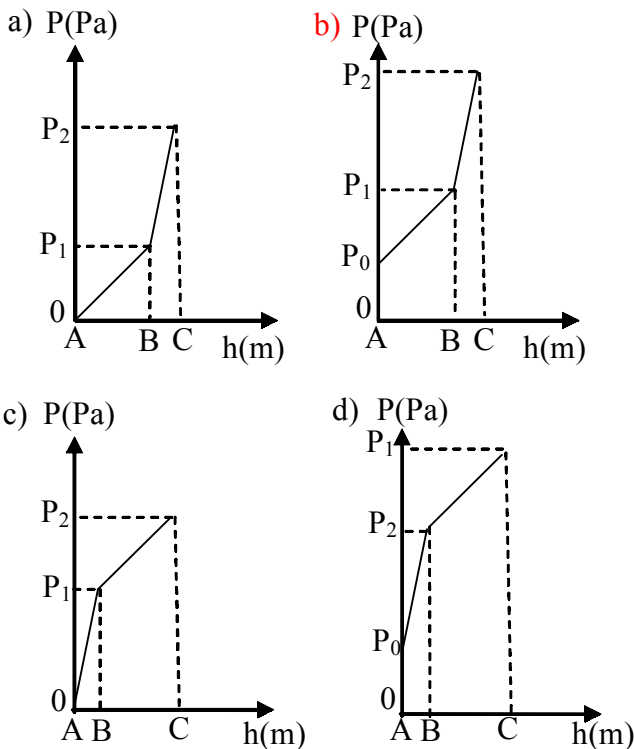 a) P(Pa)
P2
P1
0
A B C h(m)
b) P(Pa)
P2
P1
P0
0
A B C h(m)
c) P(Pa)
P2
P1
0
A B C h(m)
d) P(Pa)
P1
P2
P0
0
A B C h(m)